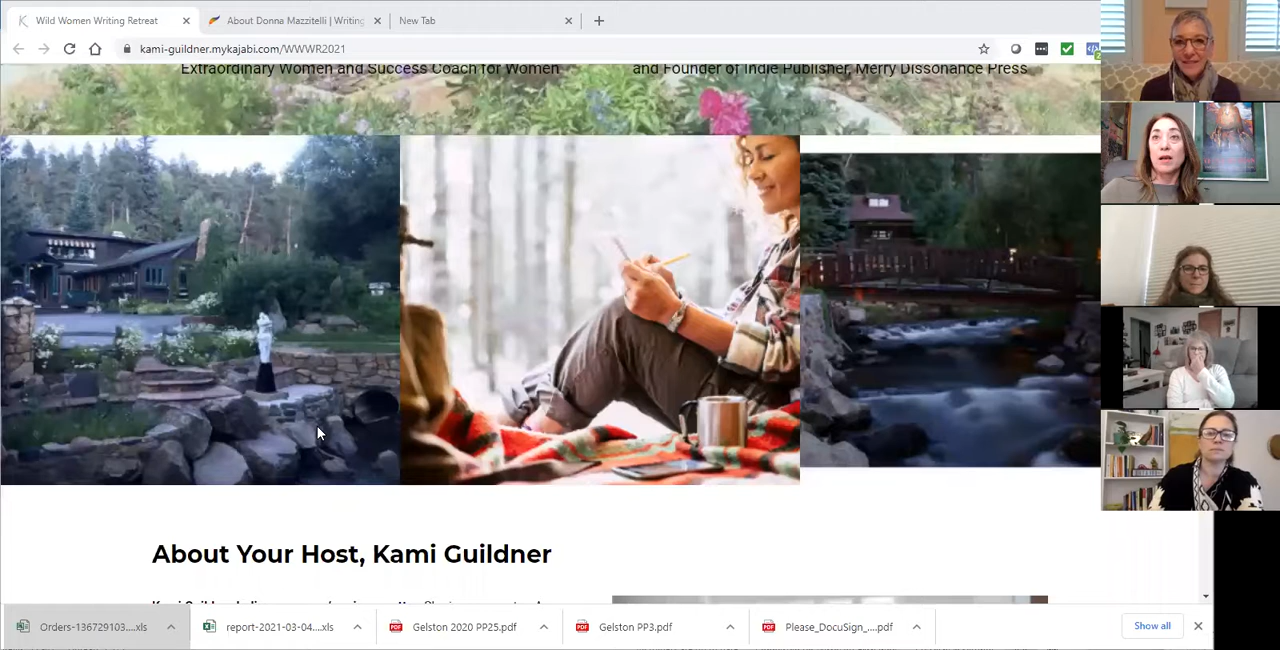 Wild Women Writing Retreat
About Donna Mazzitelli | Writing
New Tab
kami-guildner.mykajabi.com/WWWR2021
Extraordinary Women and Success Coach for Women
and Founder of Indie Publisher, Merry Dissonance Press
About Your Host, Kami Guildner
Orders-136729103....xls
report-2021-03-04....xls
Gelston 2020 PP25.pdf
Gelston PP3.pdf
Please_DocuSign_....pdf
Show all